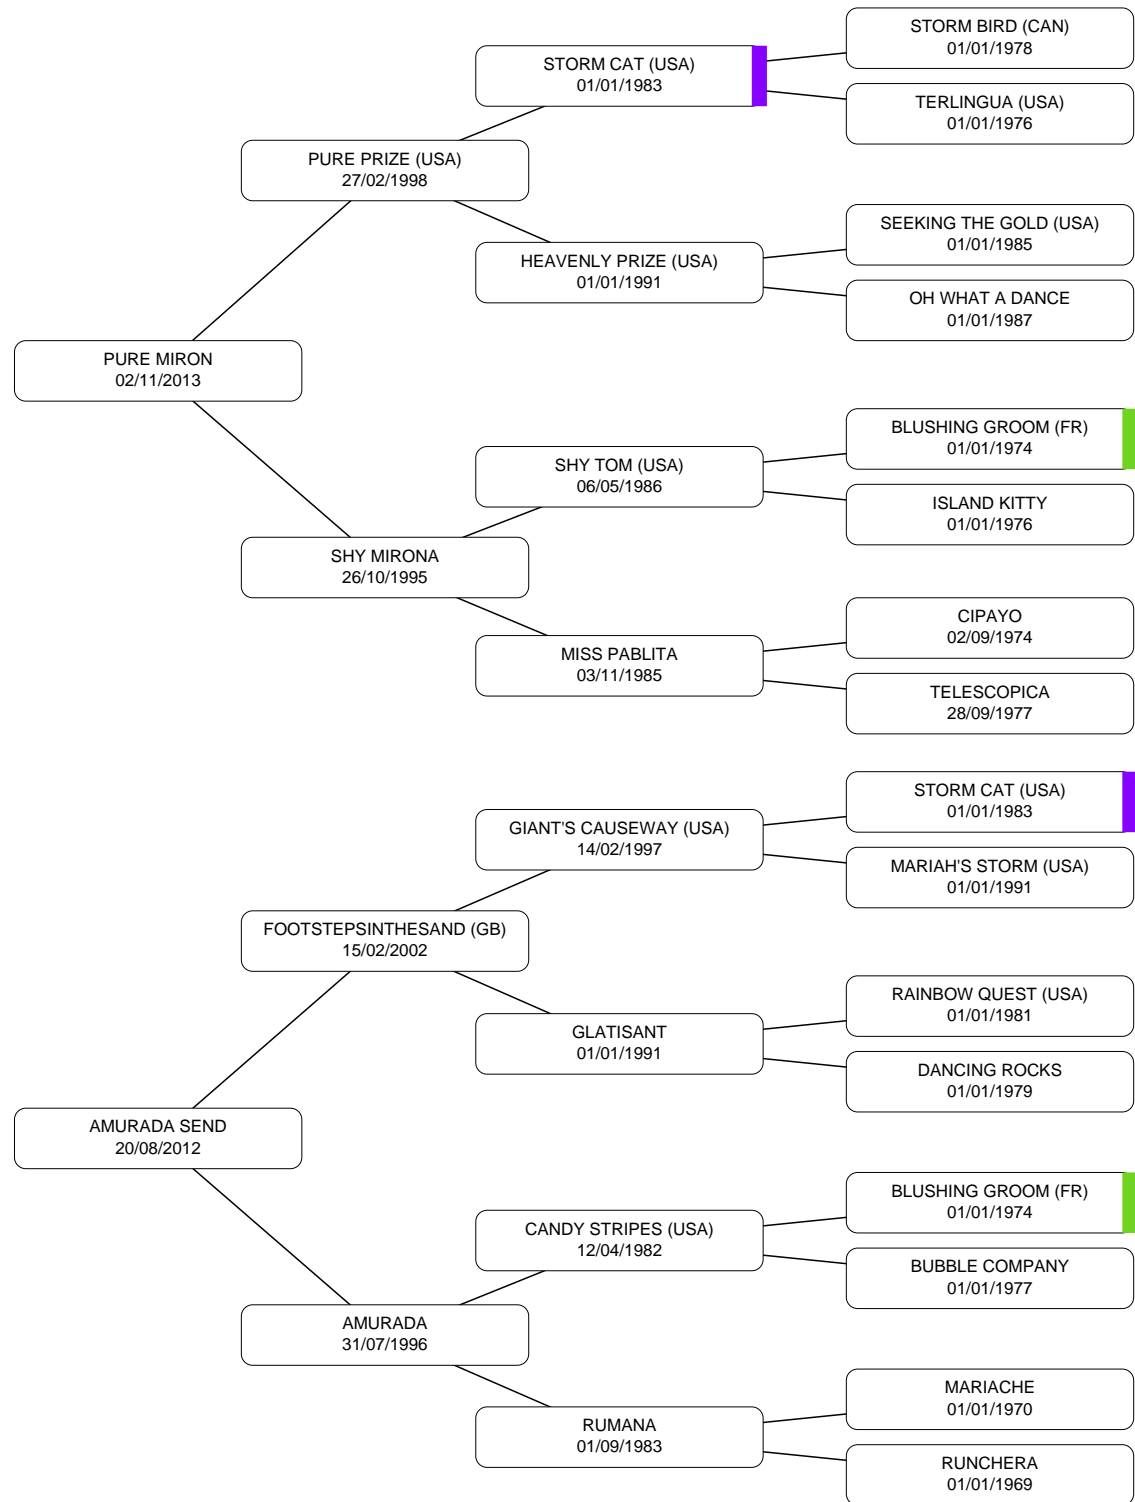 STORM BIRD (CAN)
01/01/1978
STORM CAT (USA)
01/01/1983
TERLINGUA (USA)
01/01/1976
PURE PRIZE (USA)
27/02/1998
SEEKING THE GOLD (USA)
01/01/1985
HEAVENLY PRIZE (USA)
01/01/1991
OH WHAT A DANCE
01/01/1987
PURE MIRON
02/11/2013
BLUSHING GROOM (FR)
01/01/1974
SHY TOM (USA)
06/05/1986
ISLAND KITTY
01/01/1976
SHY MIRONA
26/10/1995
CIPAYO
02/09/1974
MISS PABLITA
03/11/1985
TELESCOPICA
28/09/1977
STORM CAT (USA)
01/01/1983
GIANT'S CAUSEWAY (USA)
14/02/1997
MARIAH'S STORM (USA)
01/01/1991
FOOTSTEPSINTHESAND (GB)
15/02/2002
RAINBOW QUEST (USA)
01/01/1981
GLATISANT
01/01/1991
DANCING ROCKS
01/01/1979
AMURADA SEND
20/08/2012
BLUSHING GROOM (FR)
01/01/1974
CANDY STRIPES (USA)
12/04/1982
BUBBLE COMPANY
01/01/1977
AMURADA
31/07/1996
MARIACHE
01/01/1970
RUMANA
01/09/1983
RUNCHERA
01/01/1969